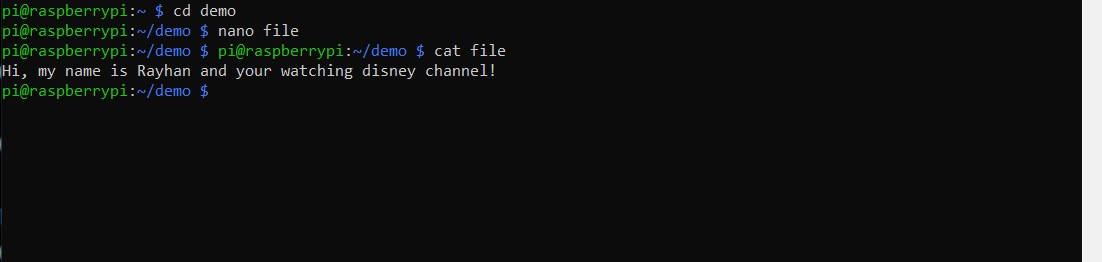 pi@raspberrypi:~ $ cd demo
pi@raspberrypi:~/demo $ nano file
pi@raspberrypi:~/demo $ pi@raspberrypi:~/demo $ cat file
Hi, my name is Rayhan and your watching disney channel!
pi@raspberrypi:~/demo $